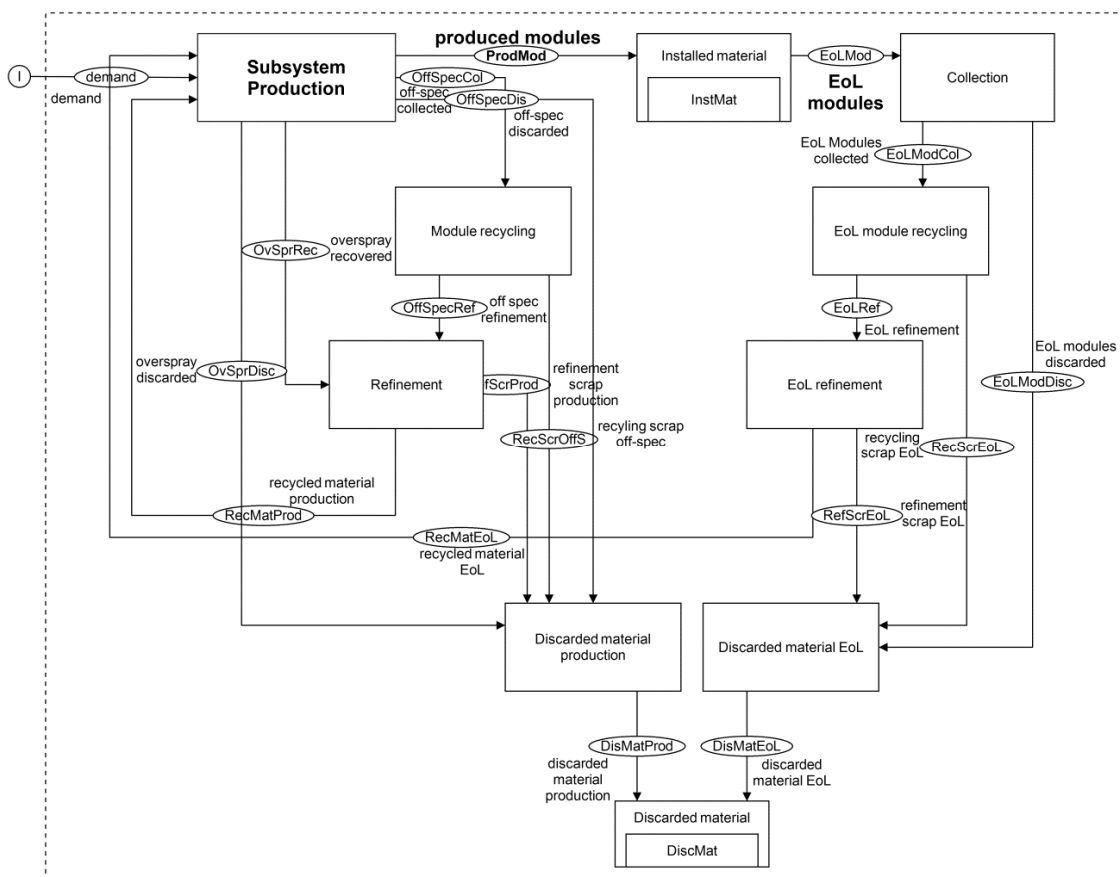 produced modules
ProdMod
Subsystem
Production
I
demand
demand
OffSpecCol
off-spec
collected
OffSpecDis
off-spec
discarded
Installed material
InstMat
EoLMod
EoL
modules
Collection
EoL Modules
collected
EoLModCol
Module recycling
EoL module recycling
OvSprRec
overspray
recovered
OffSpecRef
off spec
refinement
EoLRef
EoL refinement
overspray
discarded
OvSprDisc
Refinement
fScrProd
refinement
scrap
production
EoL refinement
EoL modules
discarded
EoLModDisc
RecScrOffS
recyling scrap
off-spec
recycling
scrap EoL
RecScrEoL
recycled material
production
RecMatProd
RefScrEoL
refinement
scrap EoL
RecMatEoL
recycled material
EoL
Discarded material
production
Discarded material EoL
DisMatProd
DisMatEoL
discarded
material
production
discarded
material EoL
Discarded material
DiscMat